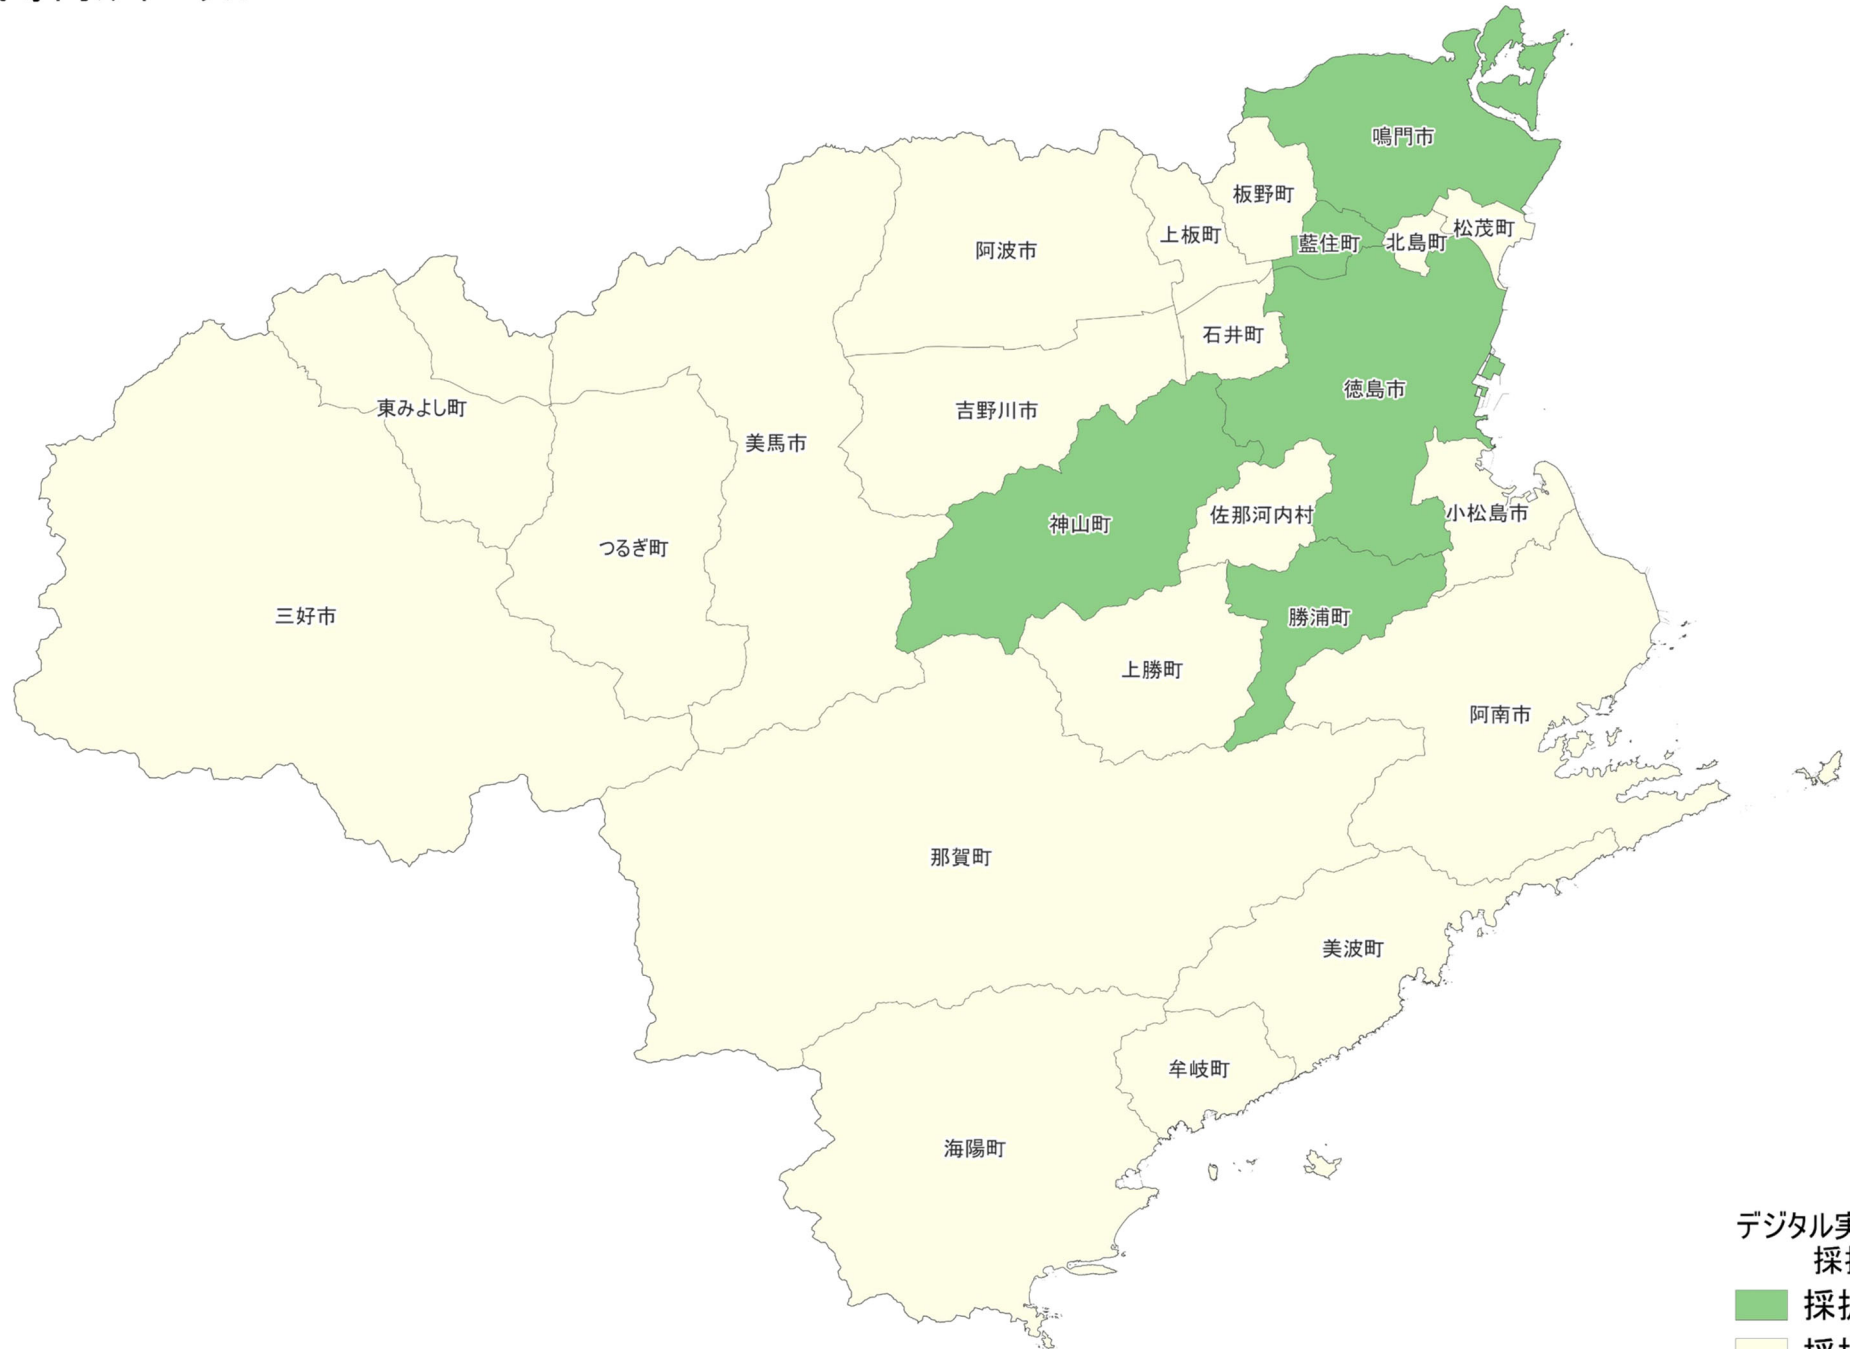 鳴門市
板野町
上板町
阿波市
藍住町
北島町
松茂町
石井町
徳島市
東みよし町
吉野川市
美馬市
神山町
佐那河内村
小松島市
つるぎ町
三好市
勝浦町
上勝町
阿南市
那賀町
美波町
牟岐町
海陽町
デジタル実
採
採